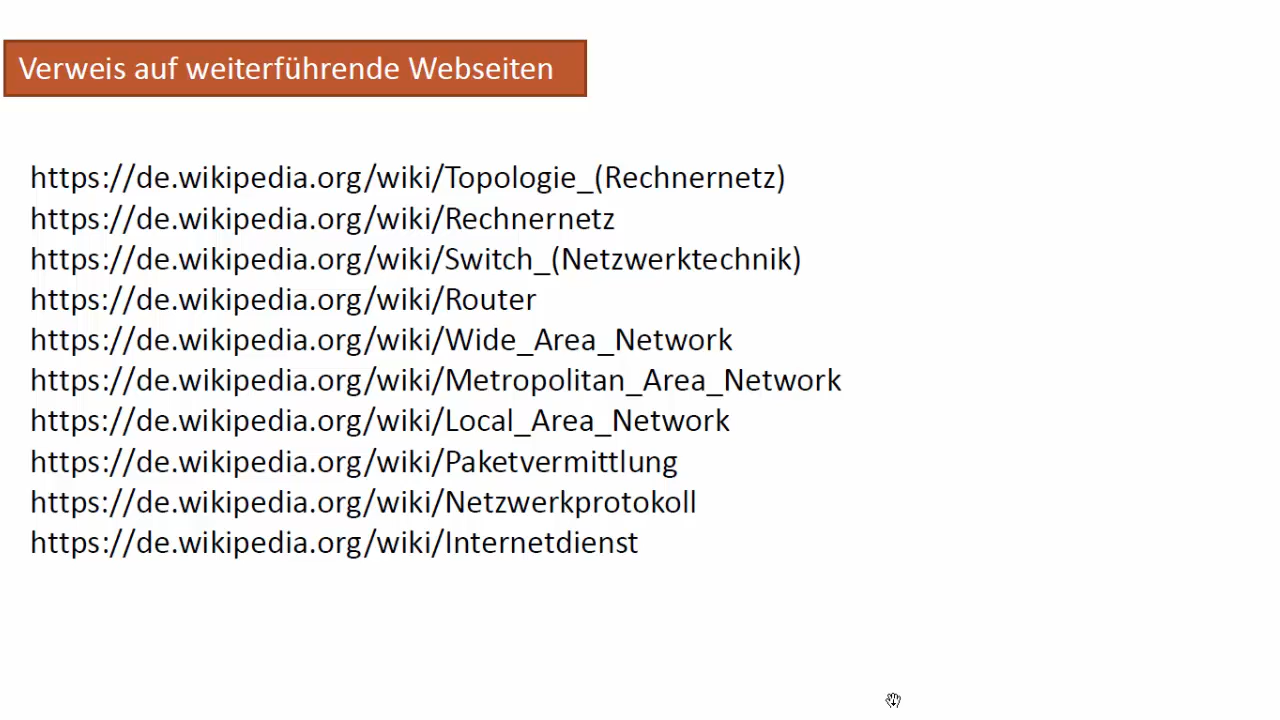 Verweis auf weiterführende Webseiten
https://de.wikipedia.org/wiki/Topologie_(Rechnernetz)
https://de.wikipedia.org/wiki/Rechnernetz
https://de.wikipedia.org/wiki/Switch_(Netzwerktechnik)
https://de.wikipedia.org/wiki/Router
https://de.wikipedia.org/wiki/Wide_Area_Network
https://de.wikipedia.org/wiki/Metropolitan_Area_Network
https://de.wikipedia.org/wiki/Local_Area_Network
https://de.wikipedia.org/wiki/Paketvermittlung
https://de.wikipedia.org/wiki/Netzwerkprotokoll
https://de.wikipedia.org/wiki/Internetdienst